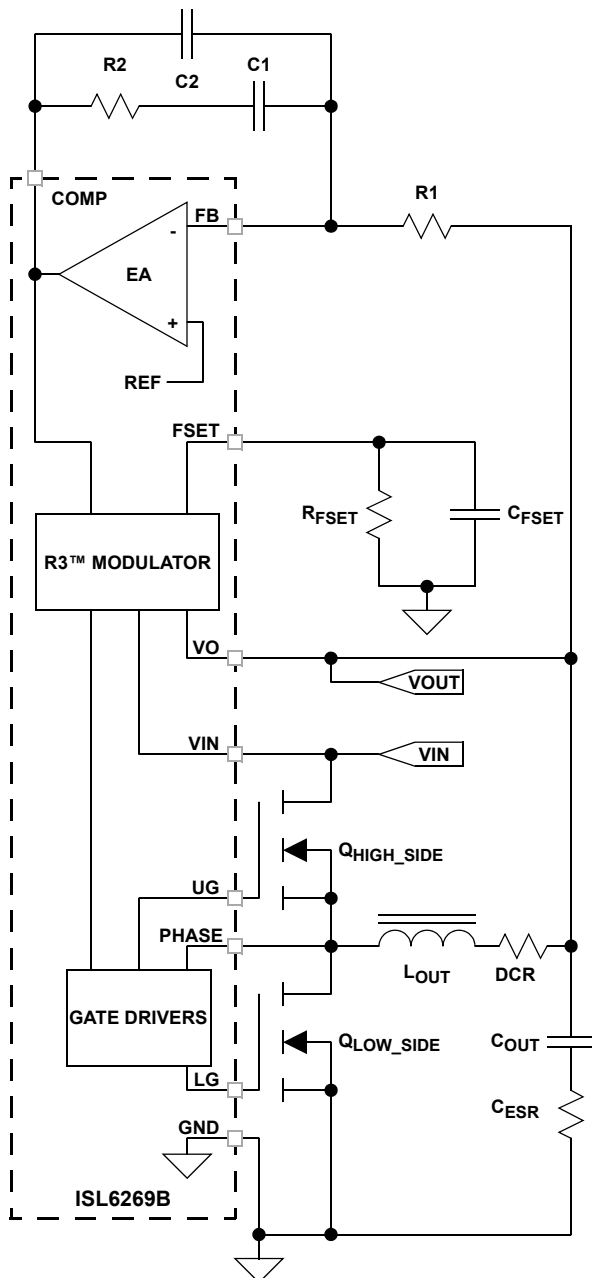 R2
C2
C1
COMP
FB
R1
-
EA
+
REF
FSET
RFSET
CFSET
R3™ MODULATOR
VO
VOUT
VIN
VIN
QHIGH_SIDE
UG
PHASE
LOUT
DCR
GATE DRIVERS
QLOW_SIDE
COUT
LG
CESR
GND
ISL6269B